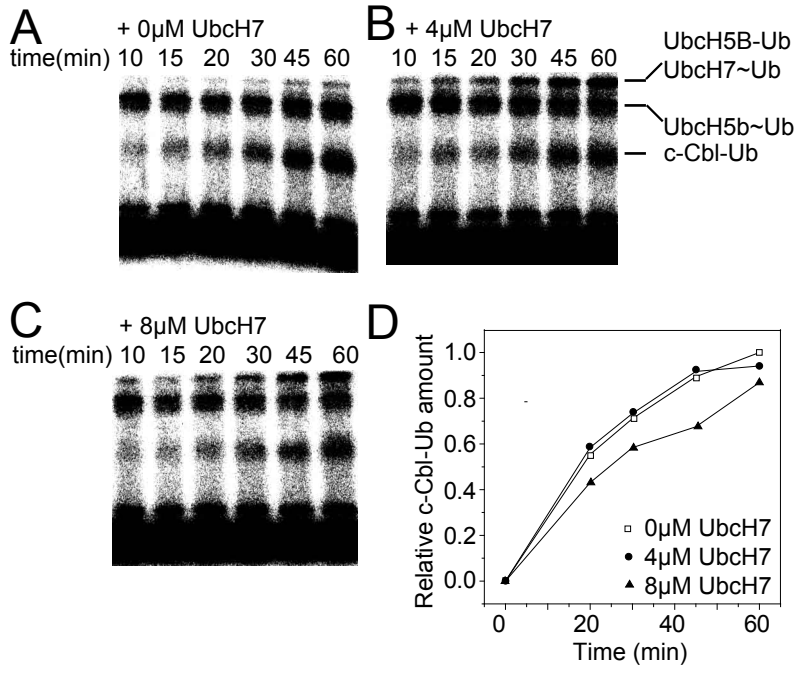 A
+ 0µM UbcH7
time(min) 10 15 20 30 45 60
B
+ 4µM UbcH7
10 15 20 30 45 60
UbcH5B-Ub
UbcH7~Ub
UbcH5b~Ub
c-Cbl-Ub
C
+ 8µM UbcH7
time(min) 10 15 20 30 45 60
D
Relative c-Cbl-Ub amount
1.0
0.8
0.6
0.4
0.2
0.0
0µM UbcH7
4µM UbcH7
8µM UbcH7
0 20 40 60
Time (min)